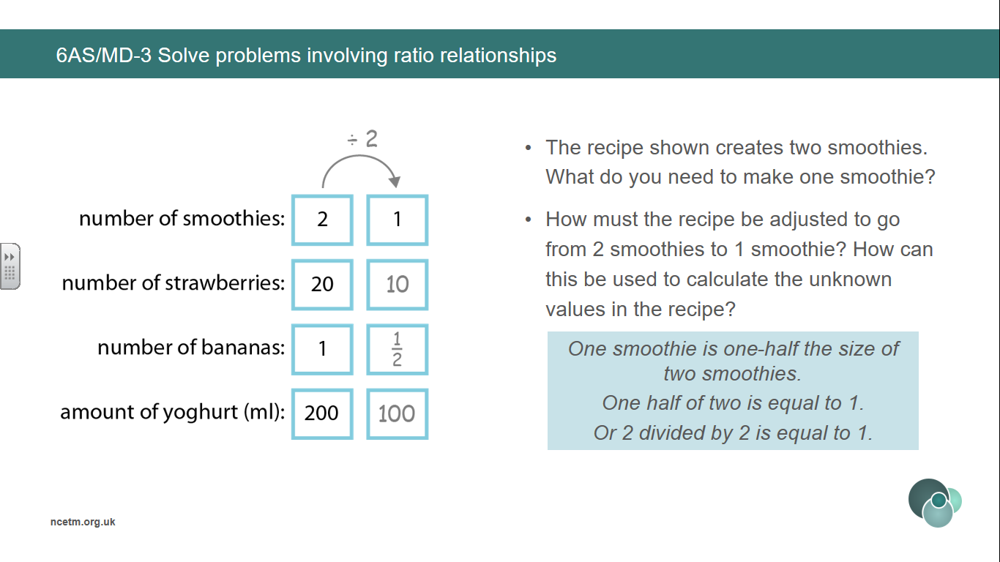 6AS/MD-3 Solve problems involving ratio relationships
÷ 2
number of smoothies: 2 1
number of strawberries: 20 10
number of bananas: 1 1/2
amount of yoghurt (ml): 200 100
• The recipe shown creates two smoothies.
What do you need to make one smoothie?
• How must the recipe be adjusted to go
from 2 smoothies to 1 smoothie? How can
this be used to calculate the unknown
values in the recipe?
One smoothie is one-half the size of
two smoothies.
One half of two is equal to 1.
Or 2 divided by 2 is equal to 1.
ncetm.org.uk